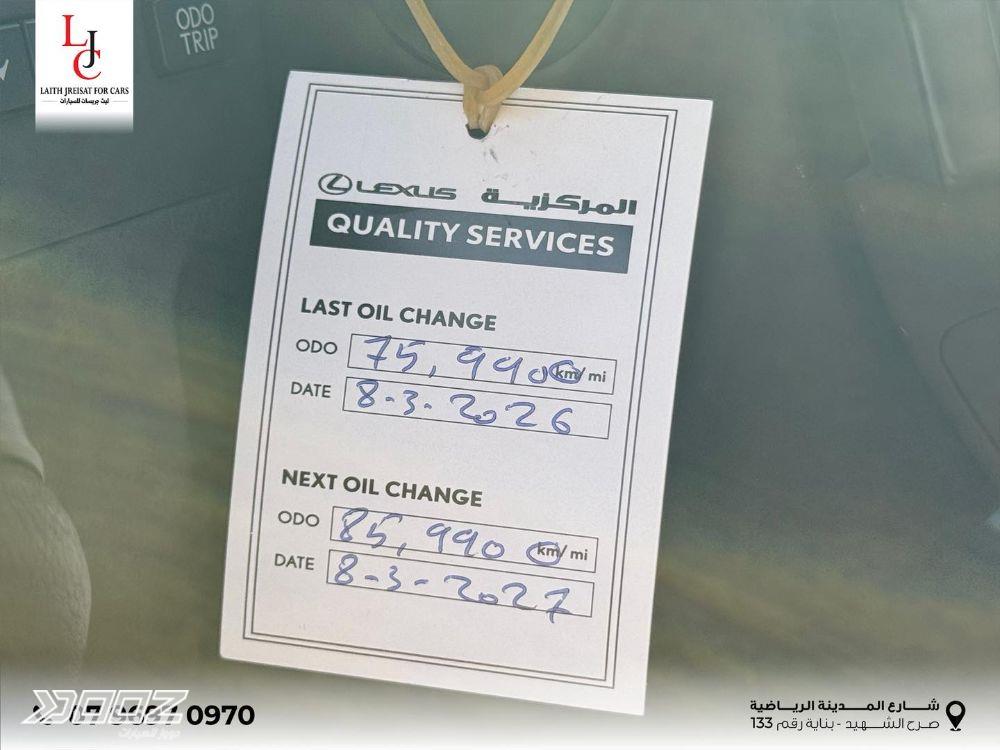 ODO
TRIP
LJC
LAITH JREISAT FOR CARS
ليث جريسات للسيارات
LEXUS المركزية
QUALITY SERVICES
LAST OIL CHANGE
ODO 75,990 km/mi
DATE 8-3-2026
NEXT OIL CHANGE
ODO 85,990 km/mi
DATE 8-3-2027
0970
شارع المدينة الرياضية
صرح الشهيد - بناية رقم 133